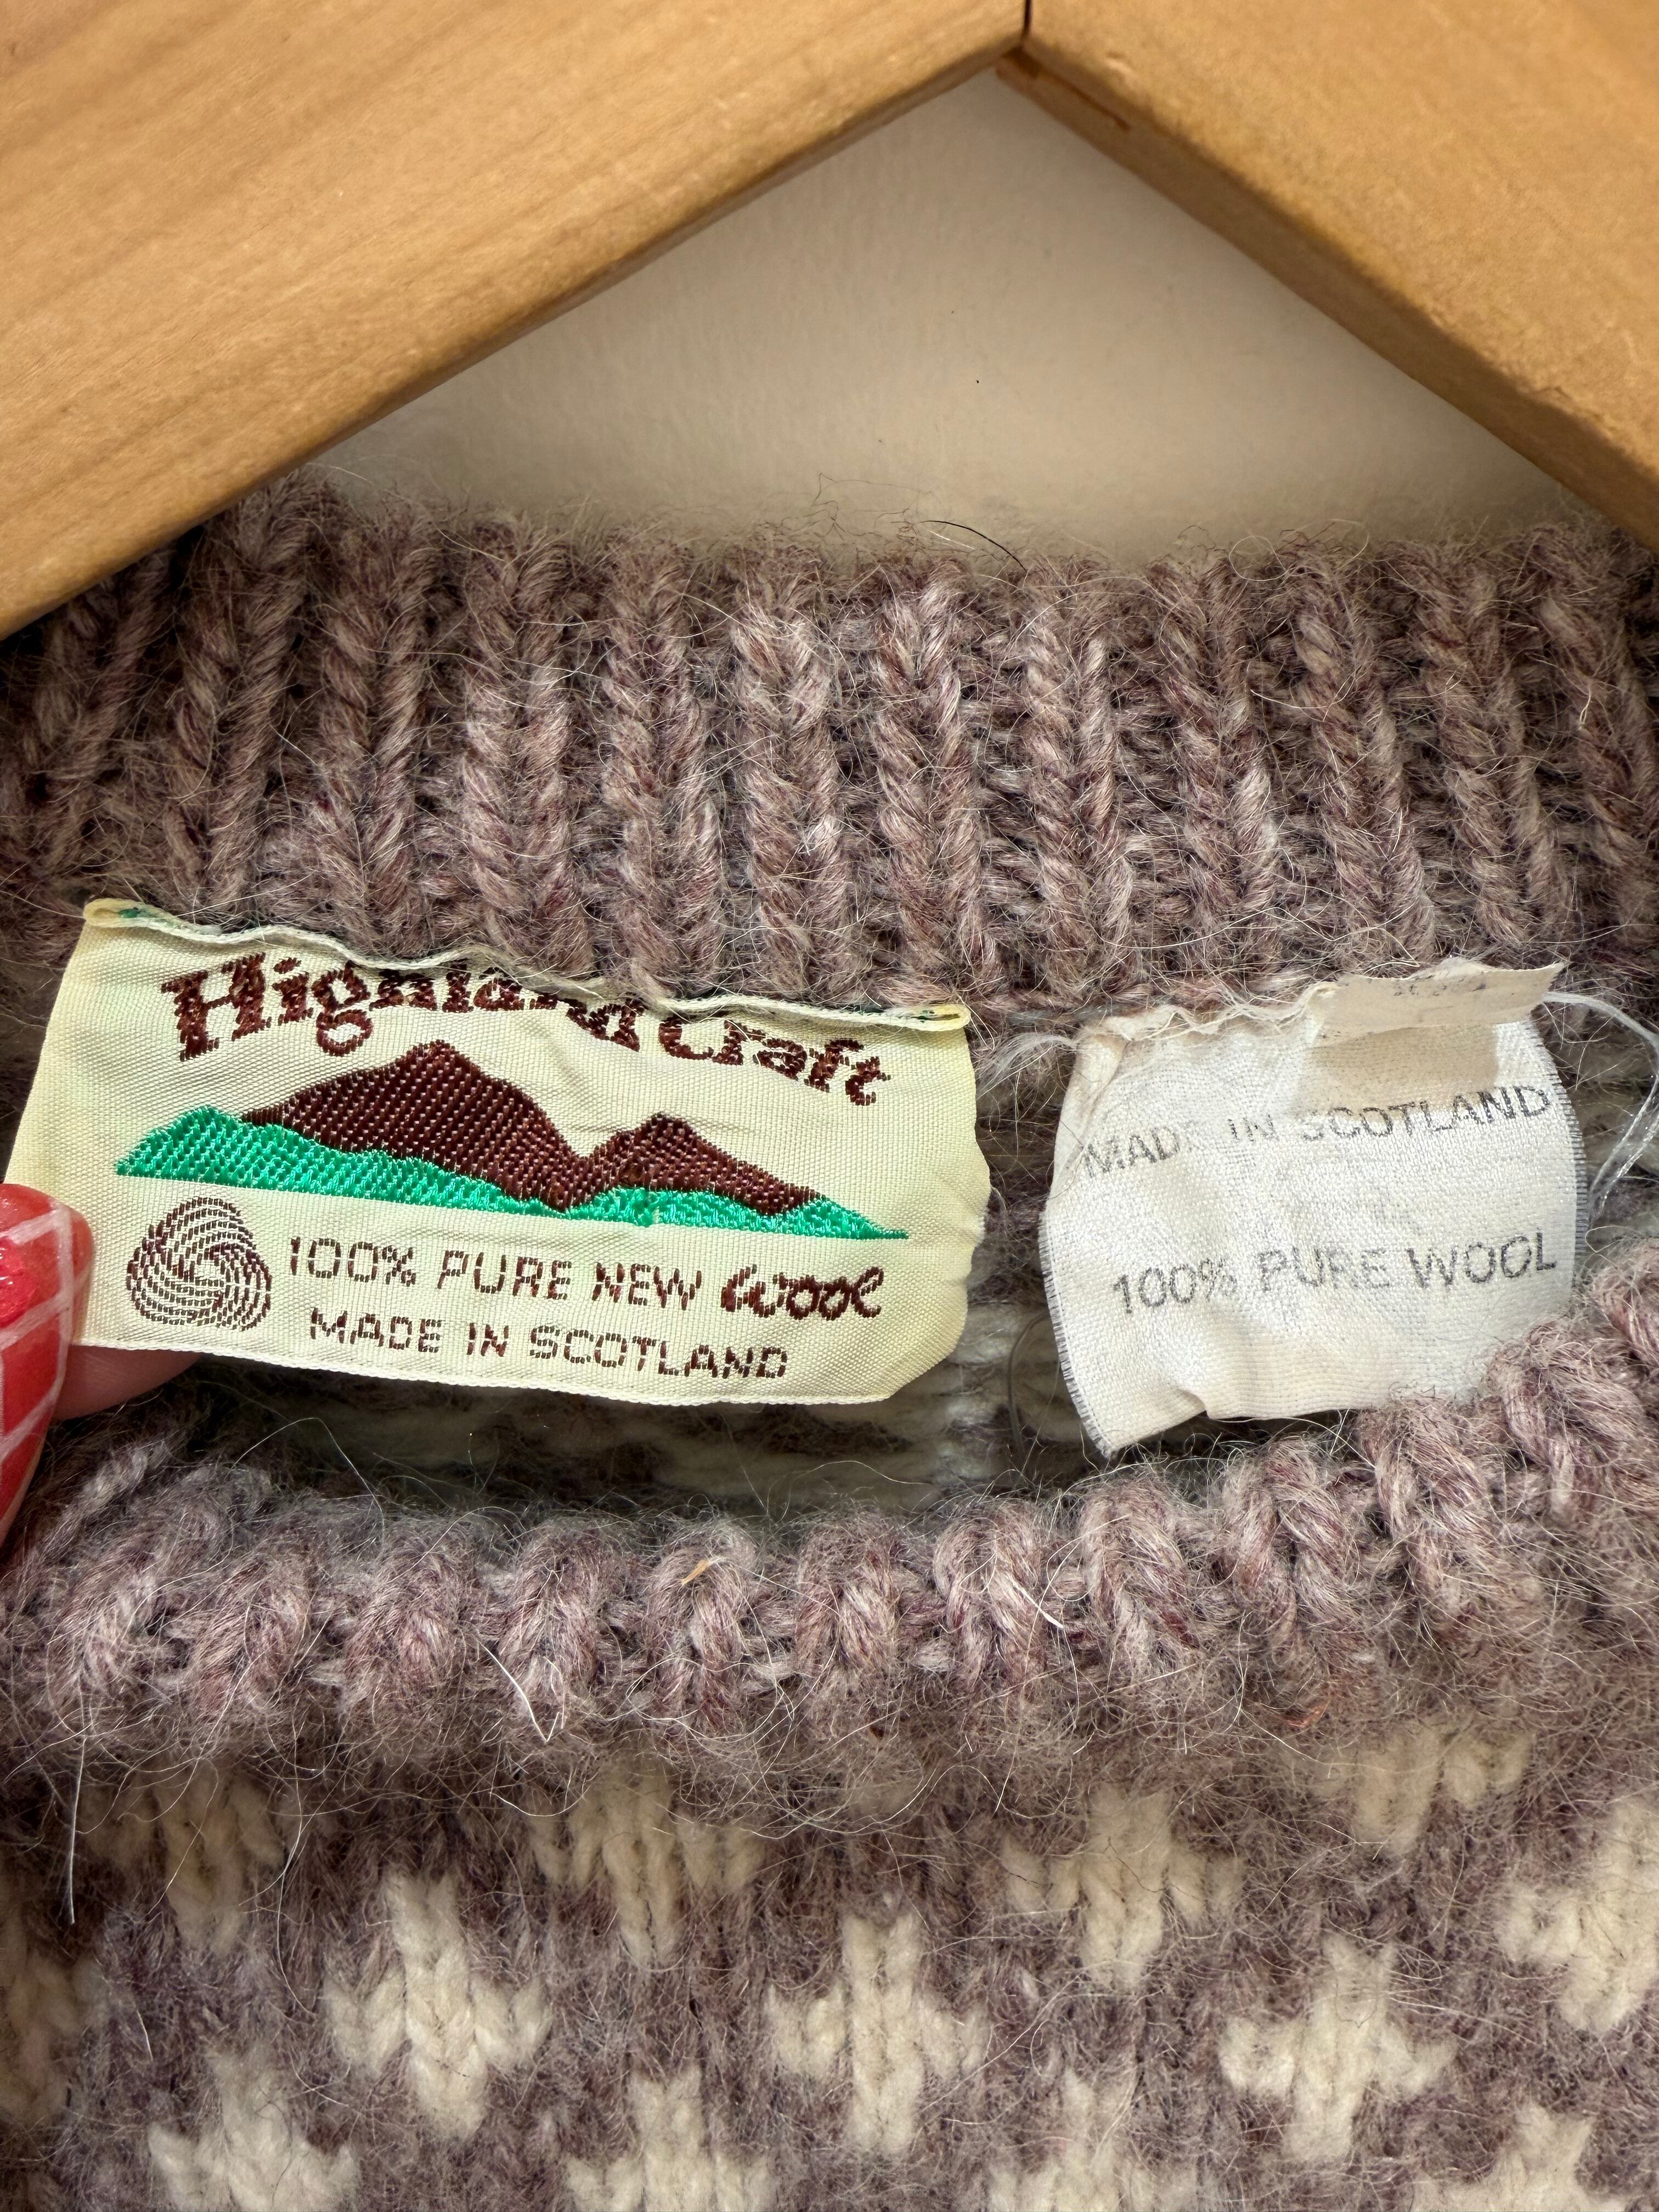 Highland Craft
100% PURE NEW wool
MADE IN SCOTLAND
MADE IN SCOTLAND
100% PURE WOOL